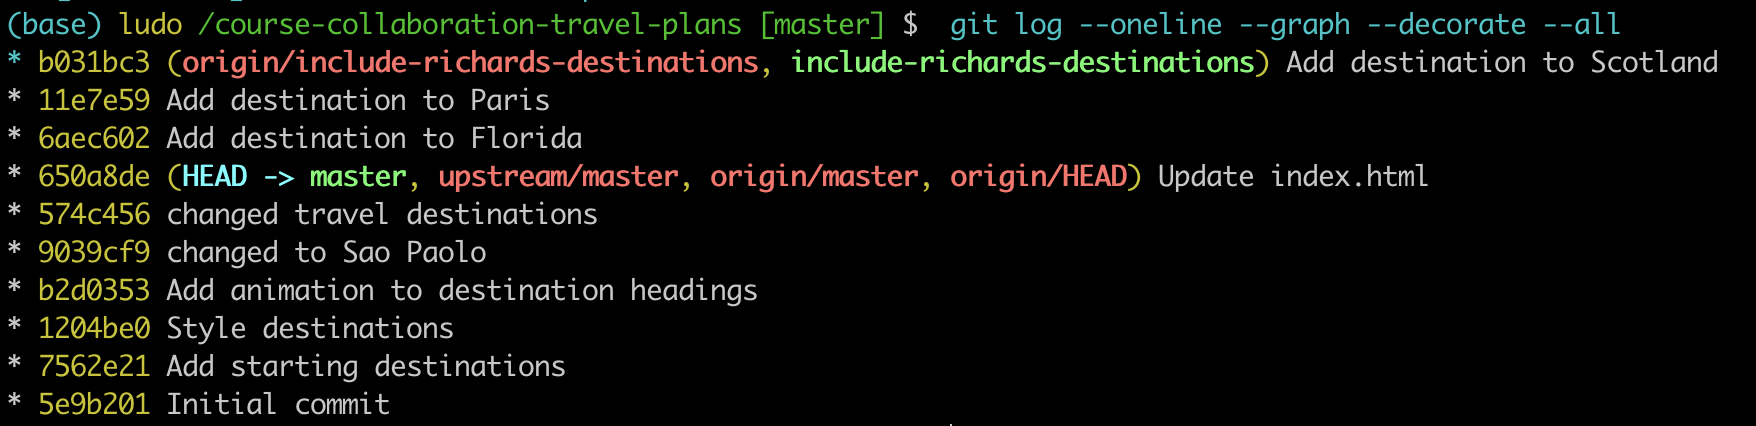 (base) ludo /course-collaboration-travel-plans [master] $  git log --oneline --graph --decorate --all
* b031bc3 (origin/include-richards-destinations, include-richards-destinations) Add destination to Scotland
* 11e7e59 Add destination to Paris
* 6aec602 Add destination to Florida
* 650a8de (HEAD -> master, upstream/master, origin/master, origin/HEAD) Update index.html
* 574c456 changed travel destinations
* 9039cf9 changed to Sao Paolo
* b2d0353 Add animation to destination headings
* 1204be0 Style destinations
* 7562e21 Add starting destinations
* 5e9b201 Initial commit